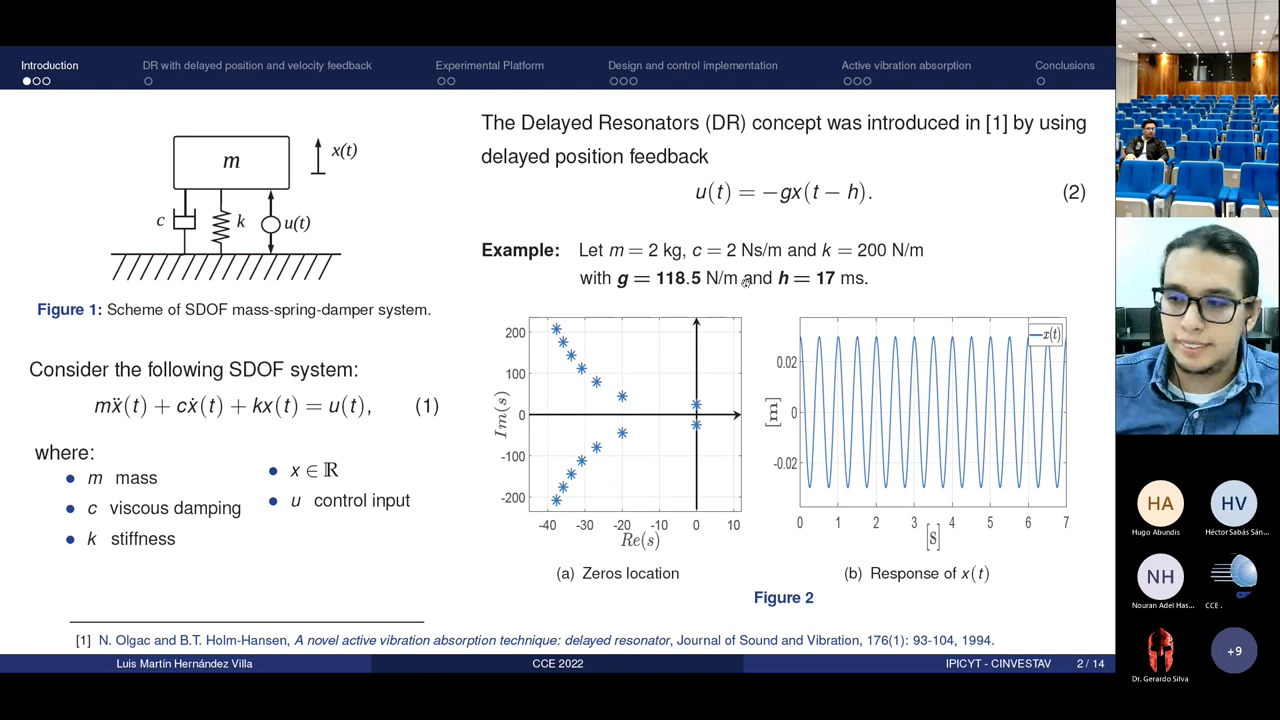 Introduction
DR with delayed position and velocity feedback
Experimental Platform
Design and control implementation
Active vibration absorption
Conclusions
m
x(t)
c
k
u(t)
Figure 1: Scheme of SDOF mass-spring-damper system.
Consider the following SDOF system:
mẍ(t) + cẋ(t) + kx(t) = u(t), (1)
where:
m mass
c viscous damping
k stiffness
x ∈ ℝ
u control input
The Delayed Resonators (DR) concept was introduced in [1] by using
delayed position feedback
u(t) = −gx(t − h). (2)
Example: Let m = 2 kg, c = 2 Ns/m and k = 200 N/m
with g = 118.5 N/m and h = 17 ms.
200
100
0
-100
-200
Im(s)
-40 -30 -20 -10 0 10
Re(s)
(a) Zeros location
x(t)
0.02
0
-0.02
[m]
0 1 2 3 4 5 6 7
[s]
(b) Response of x(t)
Figure 2
[1] N. Olgac and B.T. Holm-Hansen, A novel active vibration absorption technique: delayed resonator, Journal of Sound and Vibration, 176(1): 93-104, 1994.
Luis Martín Hernández Villa
CCE 2022
IPICYT - CINVESTAV 2 / 14
HA
Hugo Abundis
HV
Héctor Sabás Sán...
NH
Nouran Adel Has...
CCE .
Dr. Gerardo Silva
+9